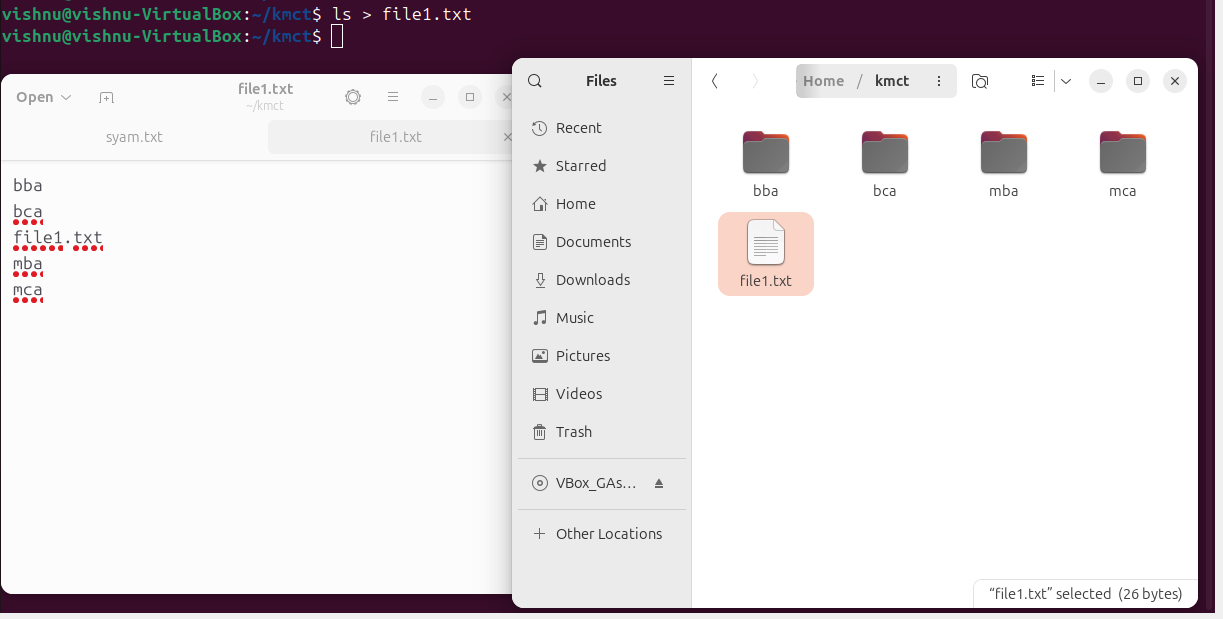 vishnu@vishnu-VirtualBox:~/kmct$ ls > file1.txt
vishnu@vishnu-VirtualBox:~/kmct$
Open
file1.txt
~/kmct
syam.txt
file1.txt
bba
bca
file1.txt
mba
mca
Files
Home / kmct
Recent
Starred
Home
Documents
Downloads
Music
Pictures
Videos
Trash
VBox_GAs...
Other Locations
bba
bca
mba
mca
file1.txt
“file1.txt” selected (26 bytes)